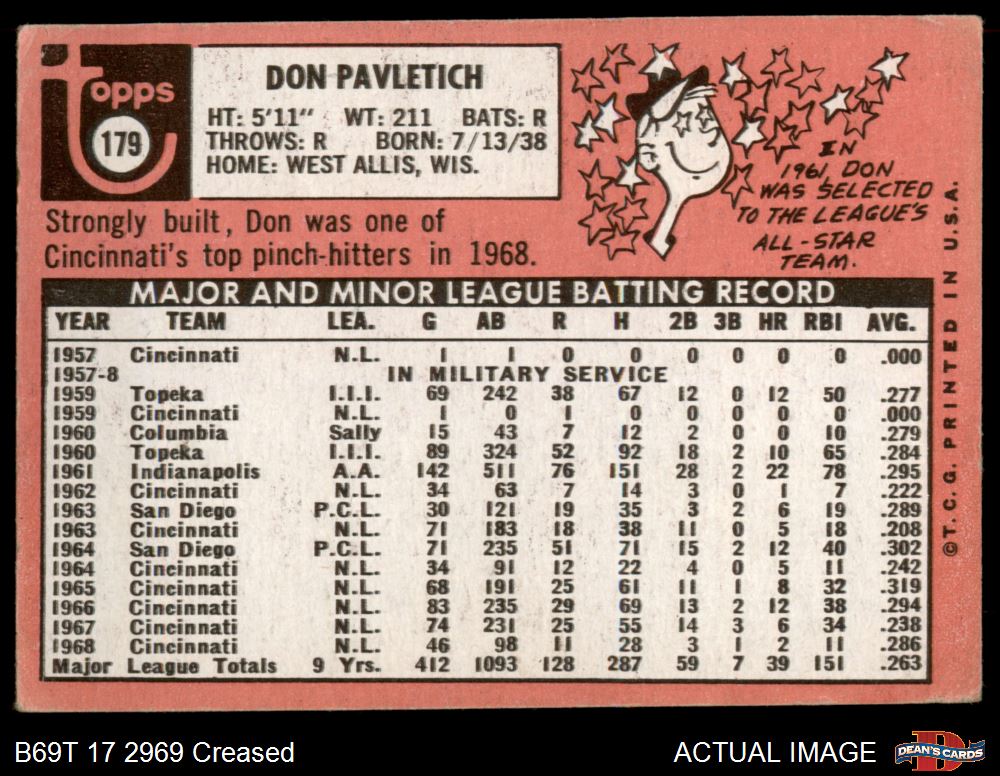 topps
179
DON PAVLETICH
HT: 5'11" WT: 211 BATS: R
THROWS: R BORN: 7/13/38
HOME: WEST ALLIS, WIS.
Strongly built, Don was one of
Cincinnati's top pinch-hitters in 1968.
IN
1961, DON
WAS SELECTED
TO THE LEAGUE'S
ALL-STAR
TEAM.
MAJOR AND MINOR LEAGUE BATTING RECORD
YEAR TEAM LEA. G AB R H 2B 3B HR RBI AVG.
1957 Cincinnati N.L. 1 1 0 0 0 0 0 0 .000
1957-8 IN MILITARY SERVICE
1959 Topeka I.I.I. 69 242 38 67 12 0 12 50 .277
1959 Cincinnati N.L. 1 0 1 0 0 0 0 0 .000
1960 Columbia Sally 15 43 7 12 2 0 0 10 .279
1960 Topeka I.I.I. 89 324 52 92 18 2 10 65 .284
1961 Indianapolis A.A. 142 511 76 151 28 2 22 78 .295
1962 Cincinnati N.L. 34 63 7 14 3 0 1 7 .222
1963 San Diego P.C.L. 30 121 19 35 3 2 6 19 .289
1963 Cincinnati N.L. 71 183 18 38 11 0 5 18 .208
1964 San Diego P.C.L. 71 235 51 71 15 2 12 40 .302
1964 Cincinnati N.L. 34 91 12 22 4 0 5 11 .242
1965 Cincinnati N.L. 68 191 25 61 11 1 8 32 .319
1966 Cincinnati N.L. 83 235 29 69 13 2 12 38 .294
1967 Cincinnati N.L. 74 231 25 55 14 3 6 34 .238
1968 Cincinnati N.L. 46 98 11 28 3 1 2 11 .286
Major League Totals 9 Yrs. 412 1093 128 287 59 7 39 151 .263
©T.C.G. PRINTED IN U.S.A.
B69T 17 2969 Creased
ACTUAL IMAGE
DEAN'S CARDS